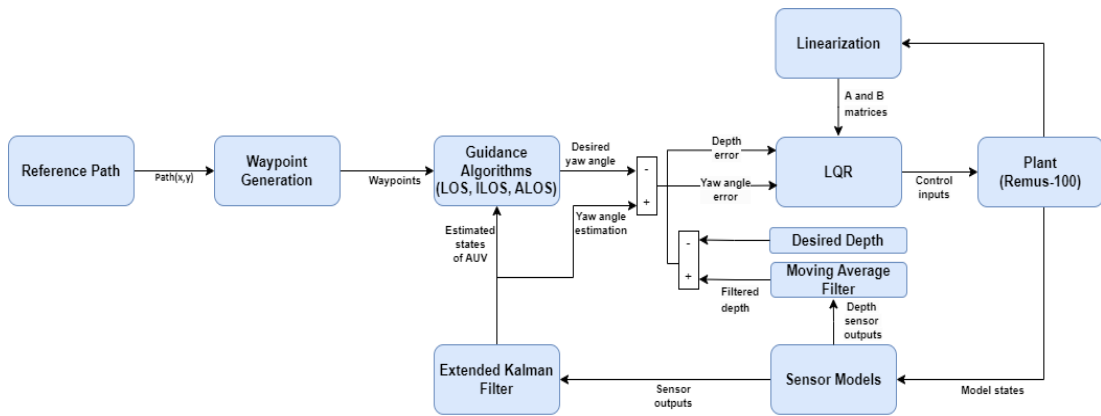 Linearization
A and B
matrices
Reference Path
Path(x,y)
Waypoint
Generation
Waypoints
Guidance
Algorithms
(LOS, ILOS, ALOS)
Desired
yaw angle
-
+
Depth
error
Yaw angle
error
LQR
Control
inputs
Plant
(Remus-100)
Estimated
states
of AUV
Yaw angle
estimation
-
+
Desired Depth
Moving Average
Filter
Filtered
depth
Depth
sensor
outputs
Extended Kalman
Filter
Sensor
outputs
Sensor Models
Model states